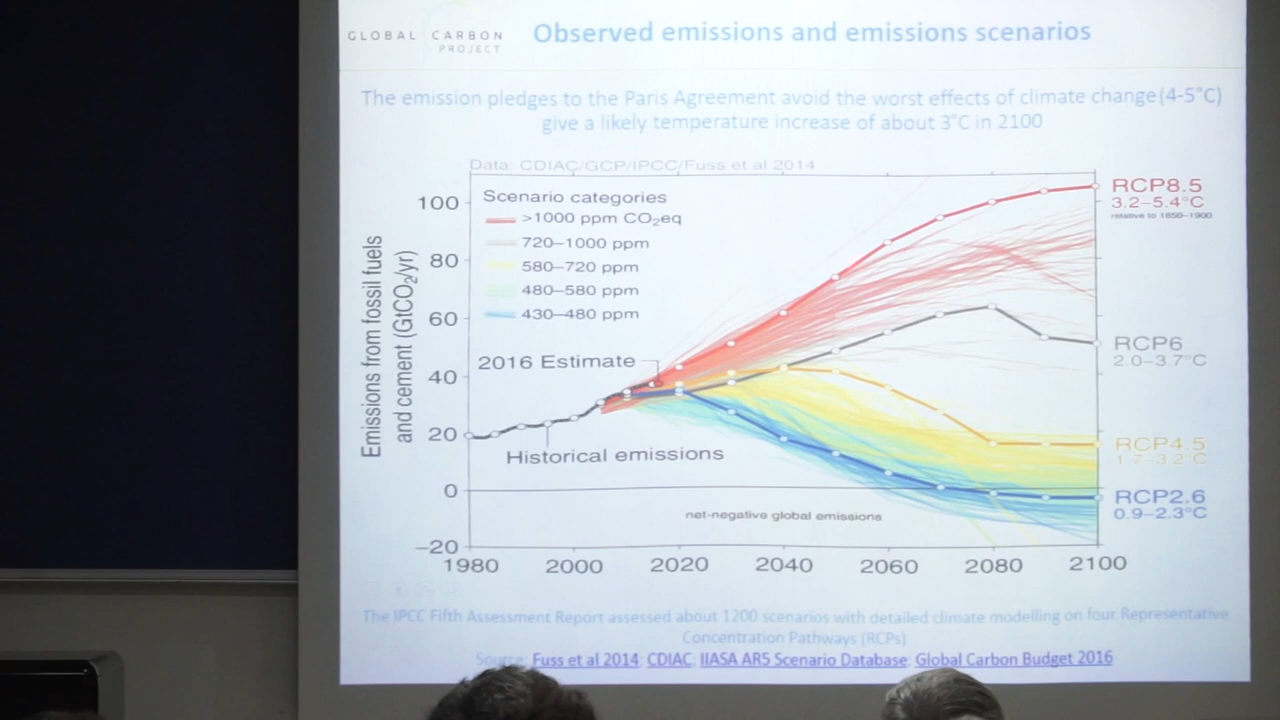 GLOBAL CARBON
PROJECT
Observed emissions and emissions scenarios
The emission pledges to the Paris Agreement avoid the worst effects of climate change (4-5°C)
give a likely temperature increase of about 3°C in 2100
Data: CDIAC/GCP/IPCC/Fuss et al 2014
Scenario categories
>1000 ppm CO₂eq
720–1000 ppm
580–720 ppm
480–580 ppm
430–480 ppm
2016 Estimate
Historical emissions
net-negative global emissions
Emissions from fossil fuels
and cement (GtCO₂/yr)
100
80
60
40
20
0
−20
1980 2000 2020 2040 2060 2080 2100
RCP8.5
3.2–5.4°C
relative to 1850–1900
RCP6
2.0–3.7°C
RCP4.5
1.7–3.2°C
RCP2.6
0.9–2.3°C
The IPCC Fifth Assessment Report assessed about 1200 scenarios with detailed climate modelling on four Representative
Concentration Pathways (RCPs)
Source: Fuss et al 2014; CDIAC; IIASA AR5 Scenario Database; Global Carbon Budget 2016